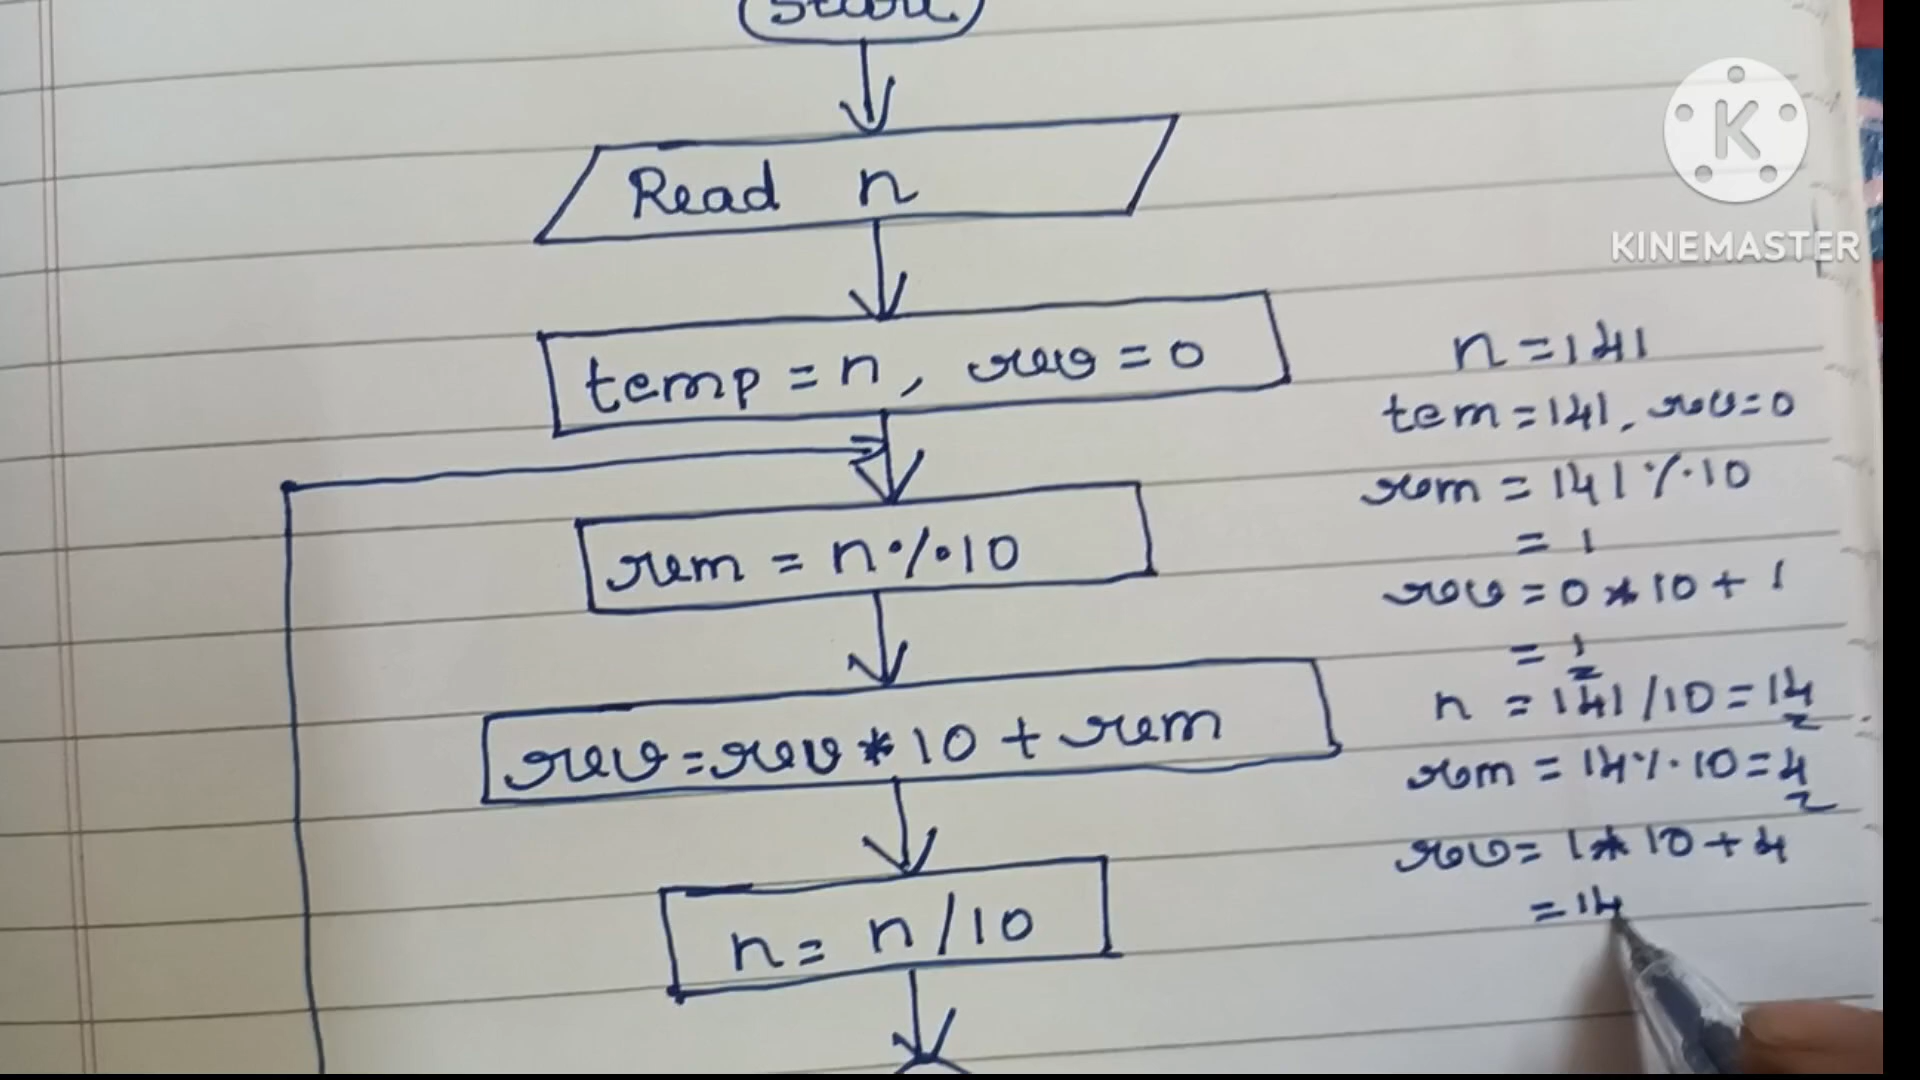 Start
Read n
temp = n, rev = 0
rem = n % 10
rev = rev * 10 + rem
n = n / 10
K
KINEMASTER
n = 141
tem = 141, rev = 0
rem = 141 % 10
= 1
rev = 0 * 10 + 1
= 1
n = 141 / 10 = 14
rem = 14 % 10 = 4
rev = 1 * 10 + 4
= 14